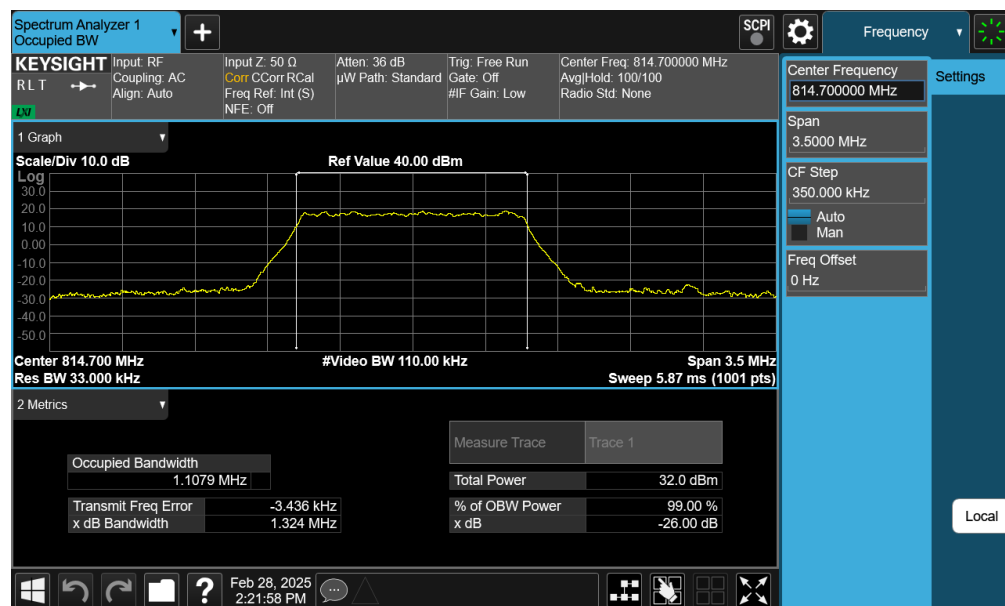 Spectrum Analyzer 1
Occupied BW
+
SCPI
Frequency
KEYSIGHT
RLT
LXI
Input: RF
Coupling: AC
Align: Auto
Input Z: 50 Ω
Corr CCorr RCal
Freq Ref: Int (S)
NFE: Off
Atten: 36 dB
µW Path: Standard
Trig: Free Run
Gate: Off
#IF Gain: Low
Center Freq: 814.700000 MHz
Avg|Hold: 100/100
Radio Std: None
Center Frequency
814.700000 MHz
Settings
Span
3.5000 MHz
CF Step
350.000 kHz
Auto
Man
Freq Offset
0 Hz
Local
1 Graph
Scale/Div 10.0 dB
Ref Value 40.00 dBm
Log
30.0
20.0
10.0
0.00
-10.0
-20.0
-30.0
-40.0
-50.0
Center 814.700 MHz
#Video BW 110.00 kHz
Span 3.5 MHz
Res BW 33.000 kHz
Sweep 5.87 ms (1001 pts)
2 Metrics
Measure Trace
Trace 1
Occupied Bandwidth
1.1079 MHz
Total Power
32.0 dBm
Transmit Freq Error
-3.436 kHz
% of OBW Power
99.00 %
x dB Bandwidth
1.324 MHz
x dB
-26.00 dB
?
Feb 28, 2025
2:21:58 PM